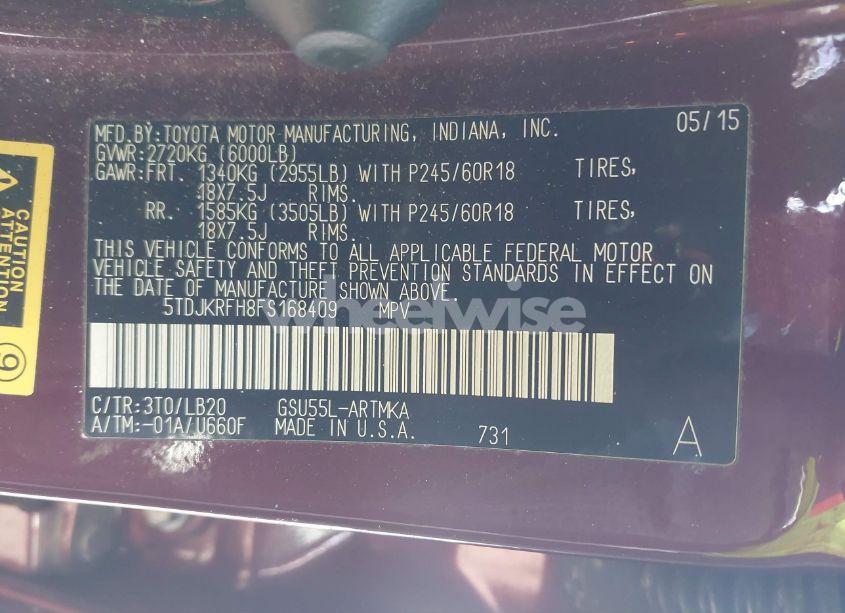 MFD.BY:TOYOTA MOTOR MANUFACTURING, INDIANA, INC. 05/15
GVWR:2720KG (6000LB)
GAWR:FRT. 1340KG (2955LB) WITH P245/60R18 TIRES,
18X7.5J RIMS.
RR. 1585KG (3505LB) WITH P245/60R18 TIRES,
18X7.5J RIMS.
THIS VEHICLE CONFORMS TO ALL APPLICABLE FEDERAL MOTOR
VEHICLE SAFETY AND THEFT PREVENTION STANDARDS IN EFFECT ON
THE DATE OF MANUFACTURE SHOWN ABOVE.
5TDJKRFH8FS168409 MPV
wheelwise
C/TR:3T0/LB20 GSU55L-ARTMKA
A/TM:-01A/U660F MADE IN U.S.A. 731 A
CAUTION
ATTENTION
9